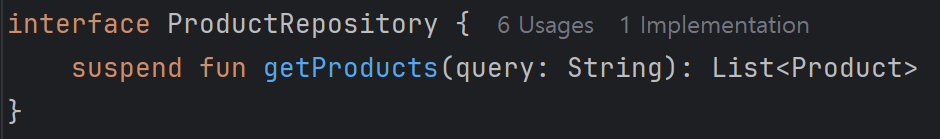 interface ProductRepository { 6 Usages 1 Implementation
    suspend fun getProducts(query: String): List<Product>
}